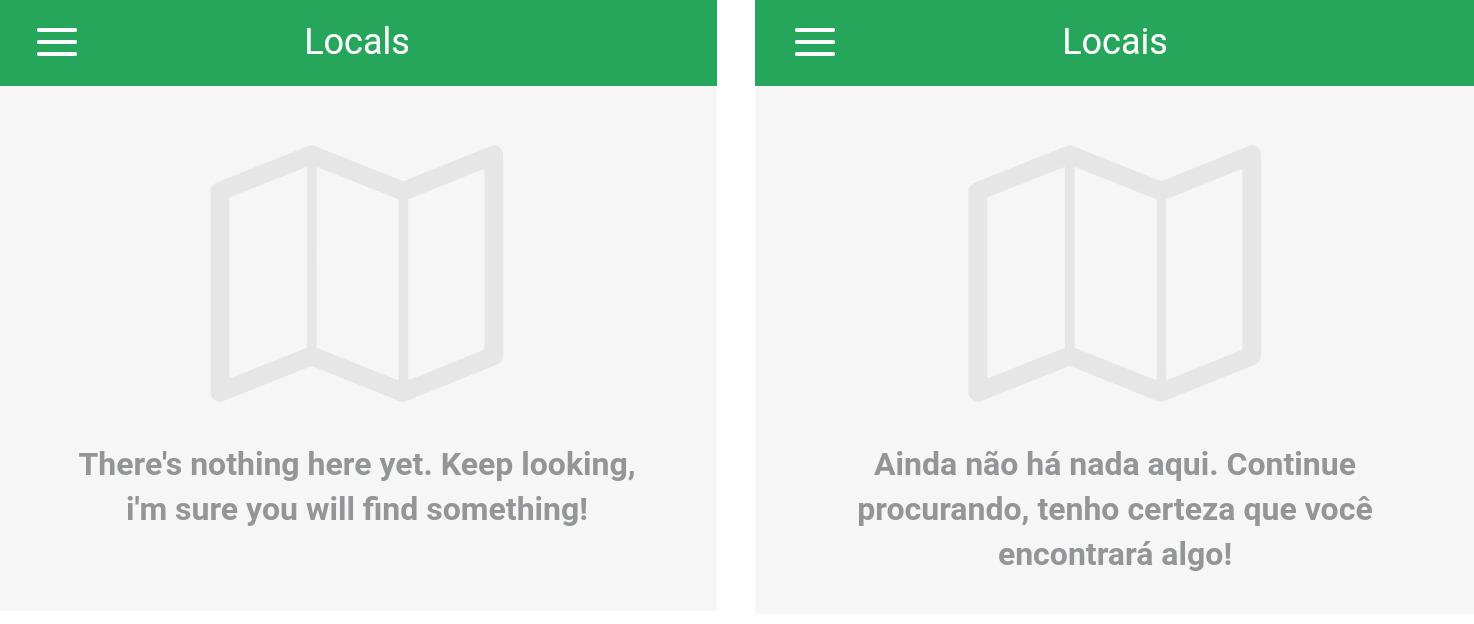 Locals
There's nothing here yet. Keep looking,
i'm sure you will find something!
Locais
Ainda não há nada aqui. Continue
procurando, tenho certeza que você
encontrará algo!